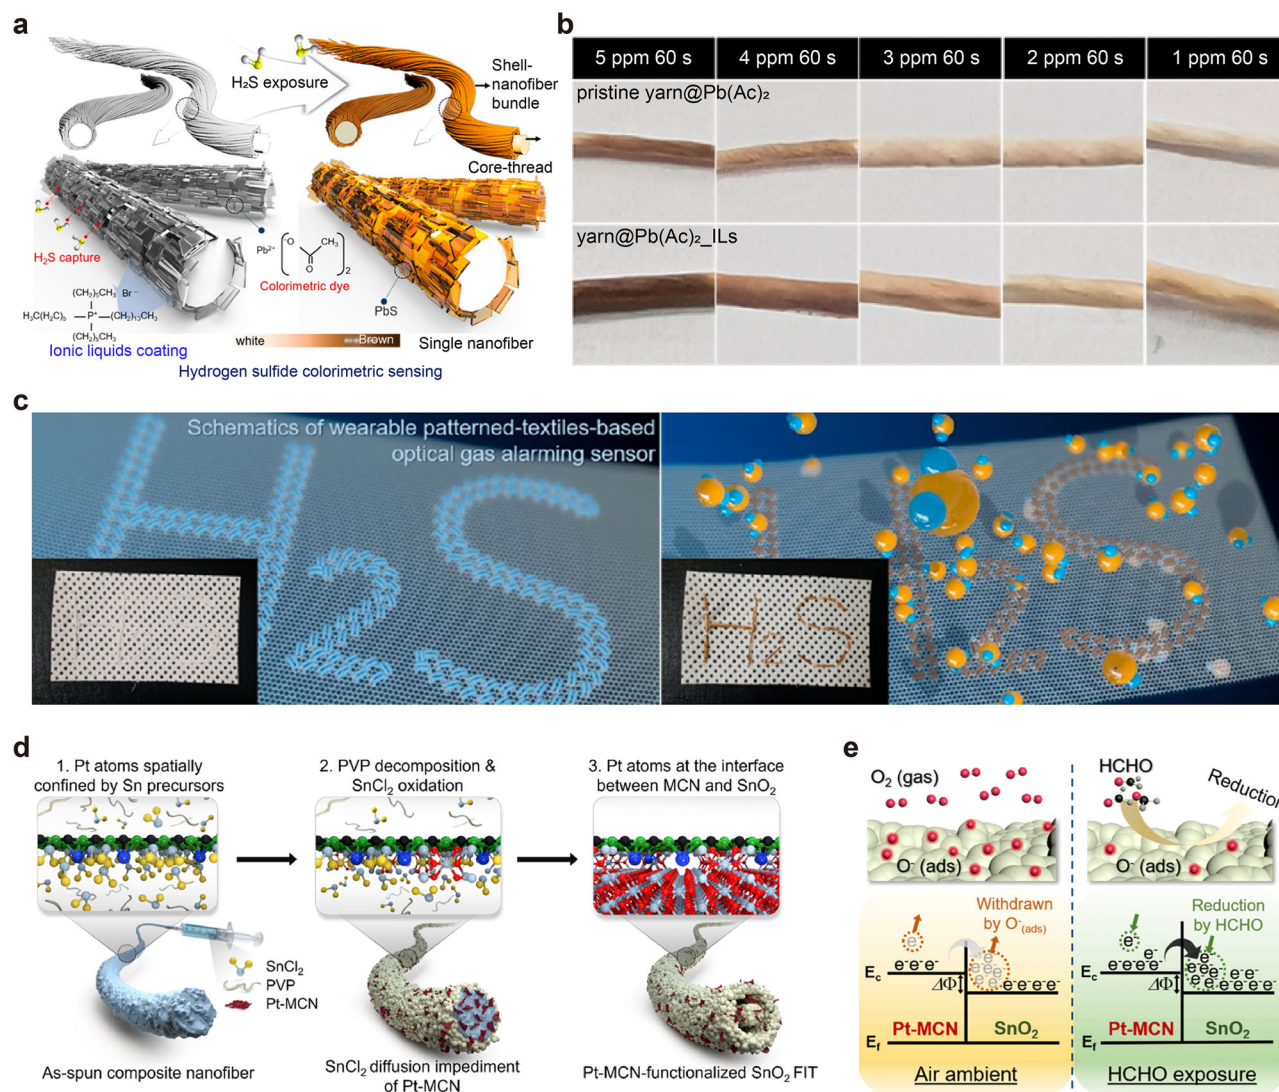 a
H₂S exposure
Shell-
nanofiber
bundle
Core-thread
H₂S capture
Pb²⁺
O
CH₃
O
2
Colorimetric dye
PbS
(CH₂)₅CH₃
Br⁻
H₃C(H₂C)₅
P⁺
(CH₂)₁₃CH₃
(CH₂)₅CH₃
Ionic liquids coating
white
Brown
Single nanofiber
Hydrogen sulfide colorimetric sensing
b
5 ppm 60 s
4 ppm 60 s
3 ppm 60 s
2 ppm 60 s
1 ppm 60 s
pristine yarn@Pb(Ac)₂
yarn@Pb(Ac)₂_ILs
c
Schematics of wearable patterned-textiles-based
optical gas alarming sensor
H2S
H2S
H2S
d
1. Pt atoms spatially
confined by Sn precursors
2. PVP decomposition &
SnCl₂ oxidation
3. Pt atoms at the interface
between MCN and SnO₂
SnCl₂
PVP
Pt-MCN
As-spun composite nanofiber
SnCl₂ diffusion impediment
of Pt-MCN
Pt-MCN-functionalized SnO₂ FIT
e
O₂ (gas)
O⁻ (ads)
HCHO
Reduction
O⁻ (ads)
Withdrawn
by O⁻(ads)
e⁻
e⁻e⁻e⁻
E꜀
ΔΦ
e⁻e⁻e⁻e⁻
Pt-MCN
SnO₂
E_f
Air ambient
Reduction
by HCHO
e⁻
e⁻e⁻e⁻e⁻
E꜀
ΔΦ
e⁻e⁻e⁻
e⁻e⁻e⁻e⁻
Pt-MCN
SnO₂
E_f
HCHO exposure